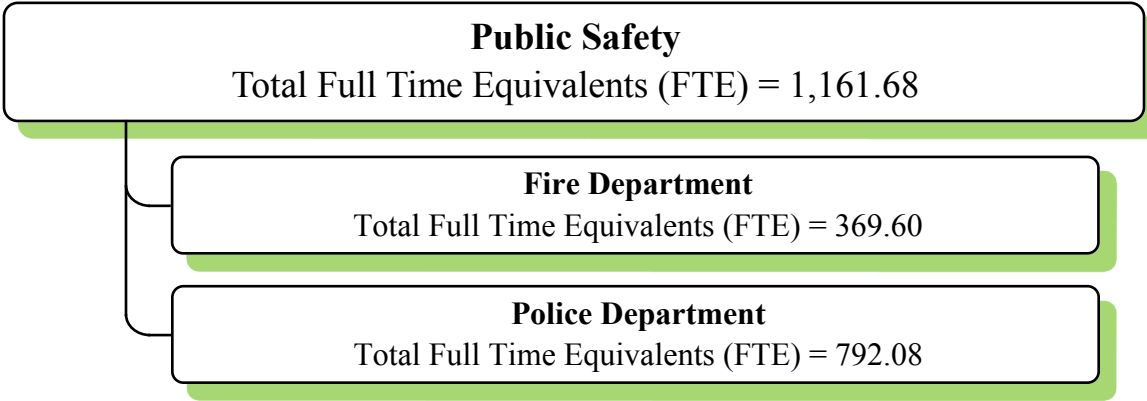 Public Safety
Total Full Time Equivalents (FTE) = 1,161.68
Fire Department
Total Full Time Equivalents (FTE) = 369.60
Police Department
Total Full Time Equivalents (FTE) = 792.08